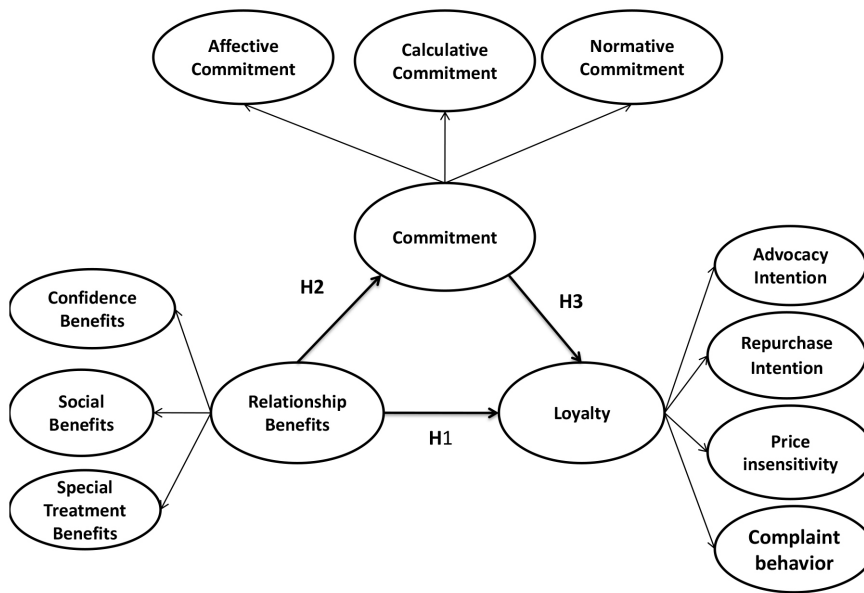 Affective
Commitment
Calculative
Commitment
Normative
Commitment
Commitment
Advocacy
Intention
H2
H3
Confidence
Benefits
Repurchase
Intention
Social
Benefits
Relationship
Benefits
Loyalty
H1
Price
insensitivity
Special
Treatment
Benefits
Complaint
behavior